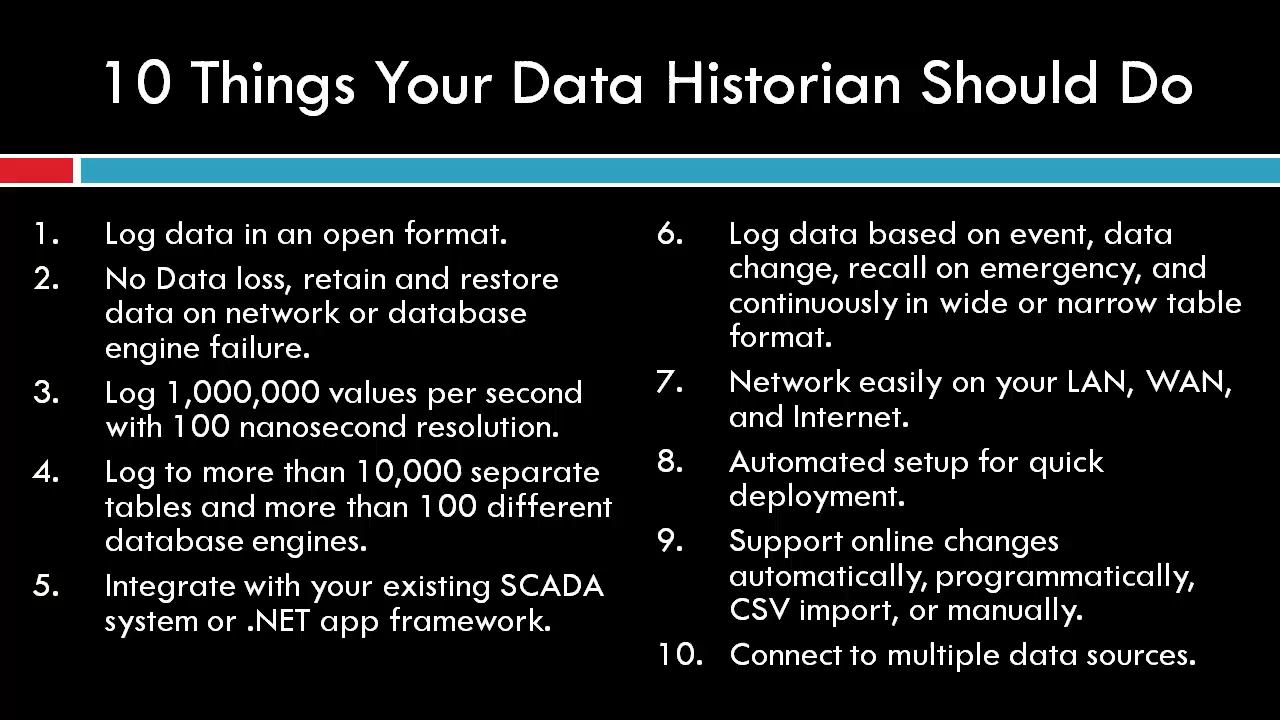 10 Things Your Data Historian Should Do
1. Log data in an open format.
2. No Data loss, retain and restore
data on network or database
engine failure.
3. Log 1,000,000 values per second
with 100 nanosecond resolution.
4. Log to more than 10,000 separate
tables and more than 100 different
database engines.
5. Integrate with your existing SCADA
system or .NET app framework.
6. Log data based on event, data
change, recall on emergency, and
continuously in wide or narrow table
format.
7. Network easily on your LAN, WAN,
and Internet.
8. Automated setup for quick
deployment.
9. Support online changes
automatically, programmatically,
CSV import, or manually.
10. Connect to multiple data sources.